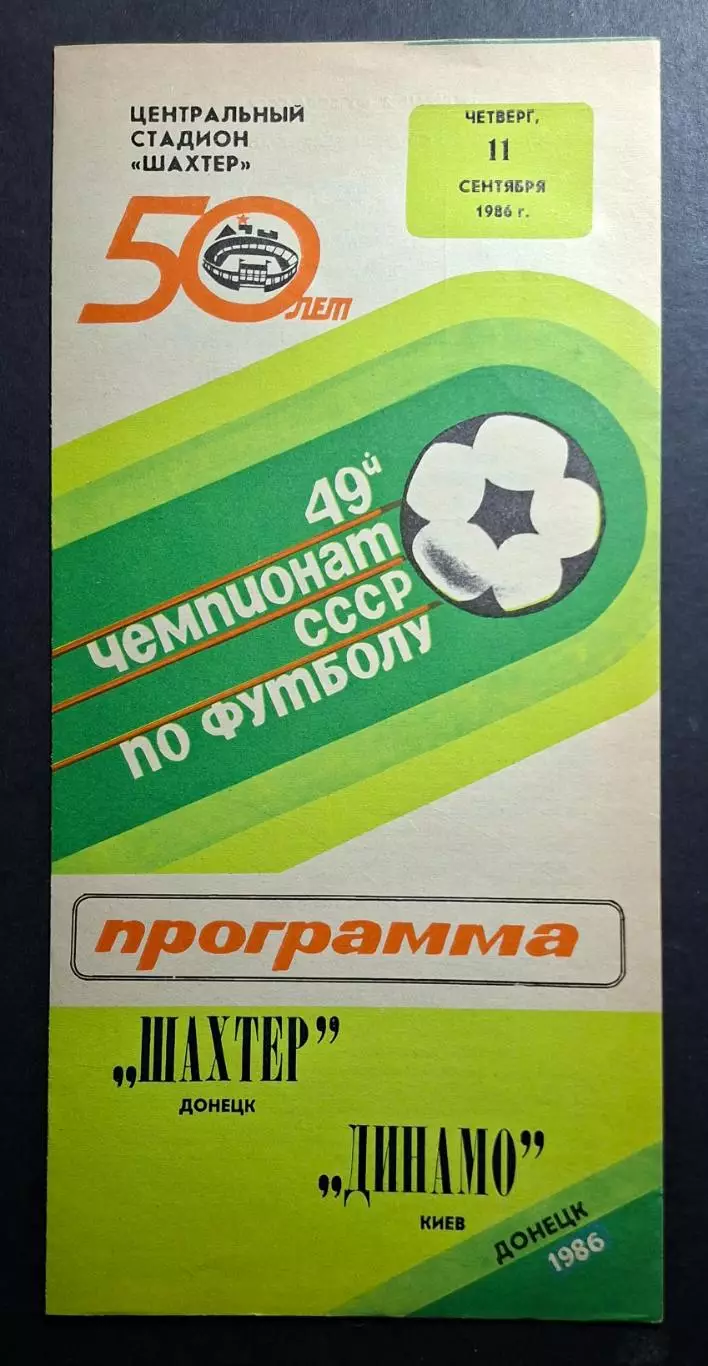 ЦЕНТРАЛЬНЫЙ
СТАДИОН
«ШАХТЕР»
50 ЛЕТ
ЧЕТВЕРГ,
11
СЕНТЯБРЯ
1986 г.
49й
ЧЕМПИОНАТ
СССР
ПО ФУТБОЛУ
программа
„ШАХТЕР”
ДОНЕЦК
„ДИНАМО”
КИЕВ
ДОНЕЦК
1986